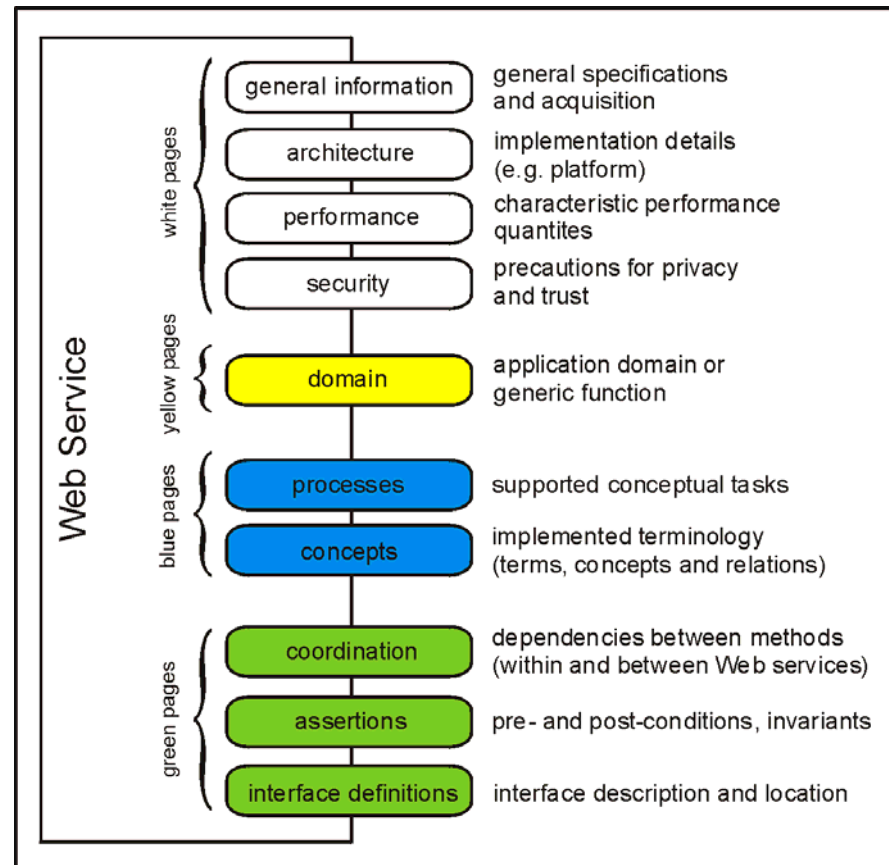 Web Service
white pages
general information
general specifications
and acquisition
architecture
implementation details
(e.g. platform)
performance
characteristic performance
quantites
security
precautions for privacy
and trust
yellow pages
domain
application domain or
generic function
blue pages
processes
supported conceptual tasks
concepts
implemented terminology
(terms, concepts and relations)
green pages
coordination
dependencies between methods
(within and between Web services)
assertions
pre- and post-conditions, invariants
interface definitions
interface description and location